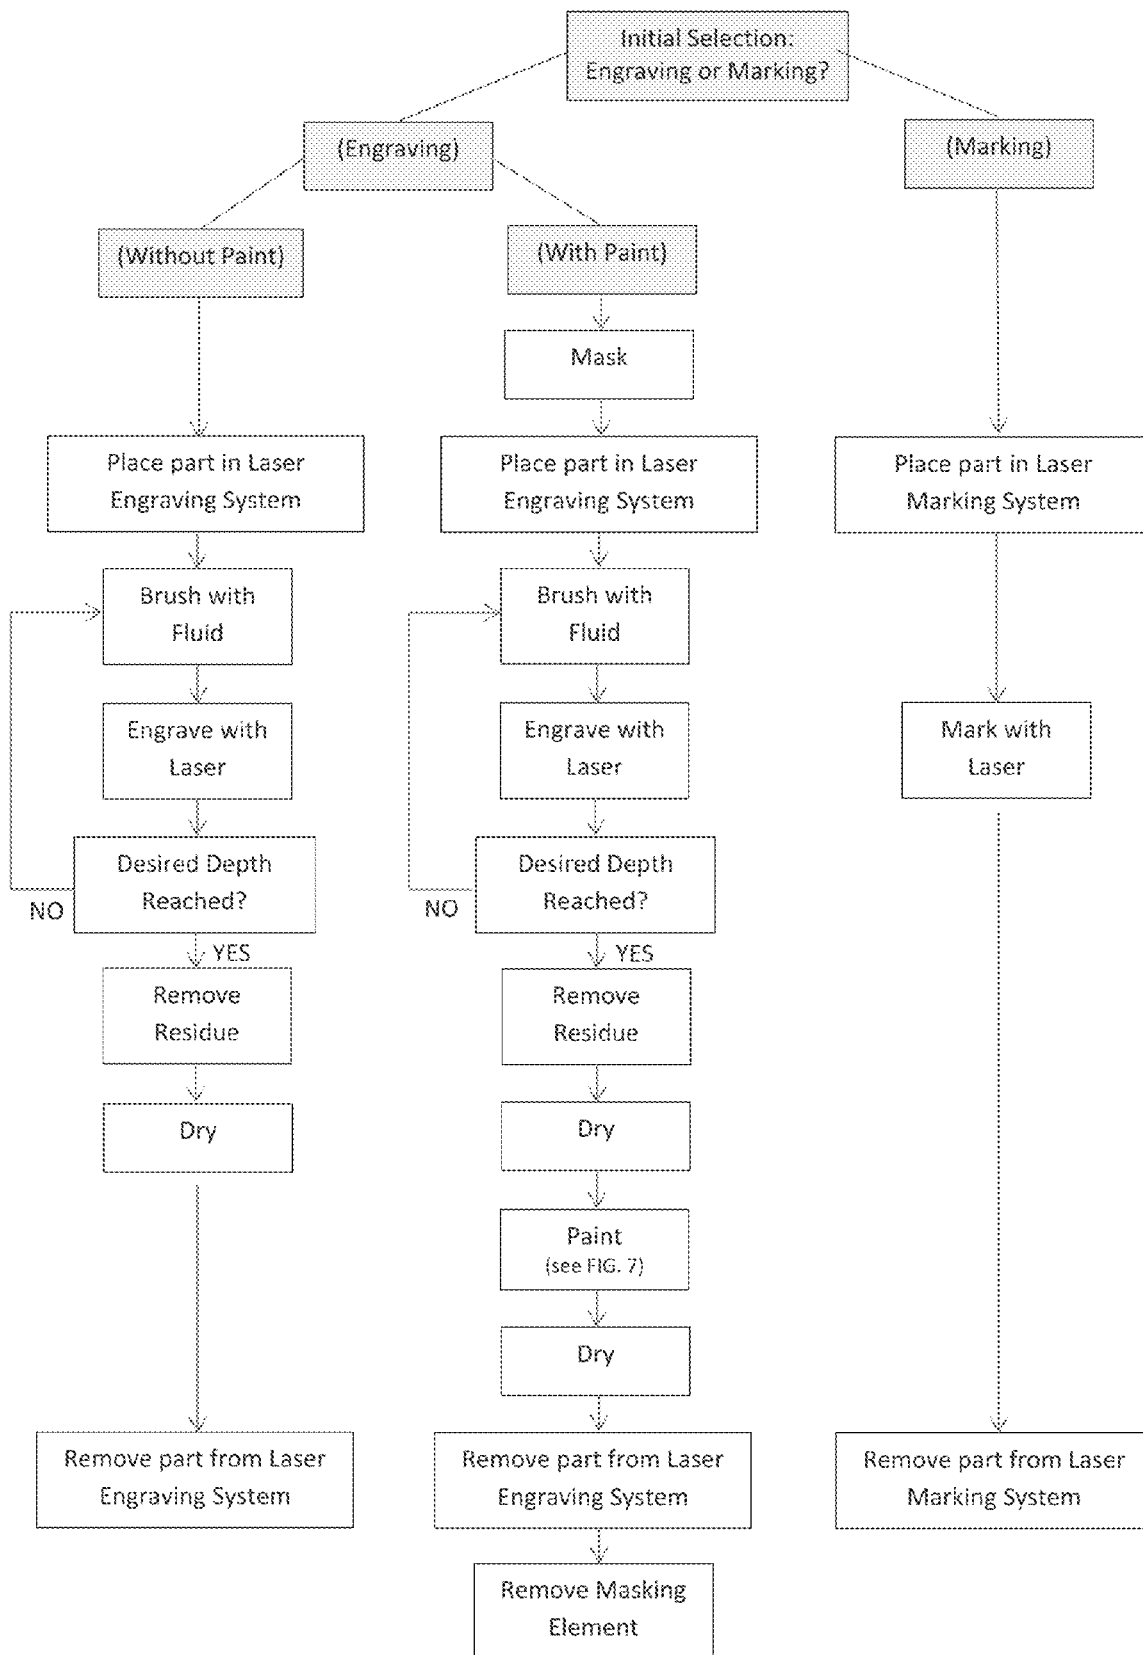 Initial Selection:
Engraving or Marking?
(Engraving)
(Marking)
(Without Paint)
(With Paint)
Mask
Place part in Laser
Engraving System
Place part in Laser
Engraving System
Place part in Laser
Marking System
Brush with
Fluid
Brush with
Fluid
Engrave with
Laser
Engrave with
Laser
Mark with
Laser
Desired Depth
Reached?
NO
Desired Depth
Reached?
NO
YES
YES
Remove
Residue
Remove
Residue
Dry
Dry
Paint
(see FIG. 7)
Dry
Remove part from Laser
Engraving System
Remove part from Laser
Engraving System
Remove part from Laser
Marking System
Remove Masking
Element